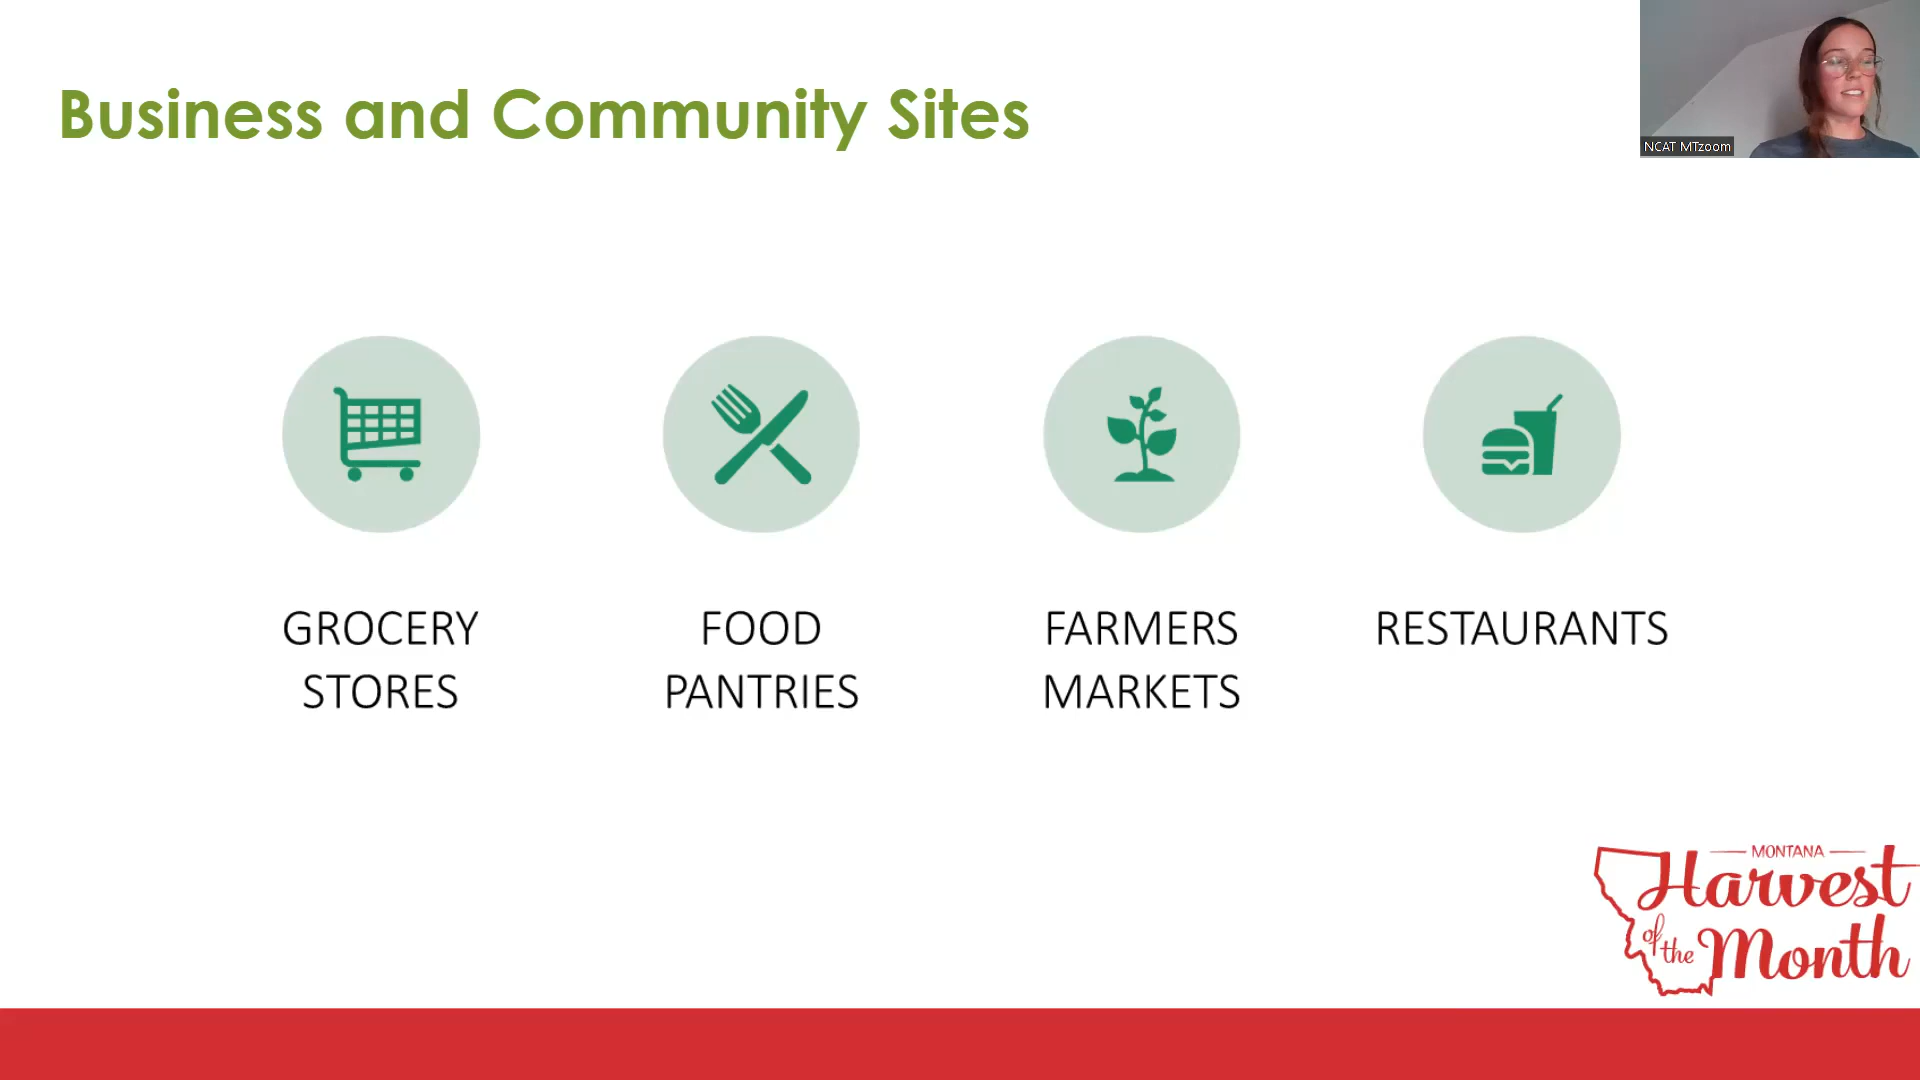 Business and Community Sites
NCAT MTzoom
GROCERY
STORES
FOOD
PANTRIES
FARMERS
MARKETS
RESTAURANTS
MONTANA
Harvest
of the Month